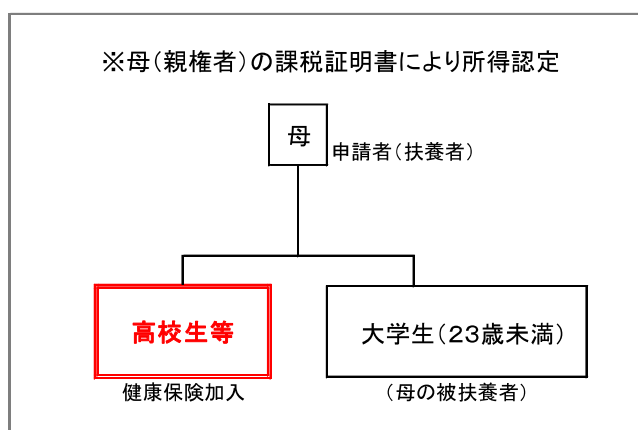 ※母(親権者)の課税証明書により所得認定
母
申請者(扶養者)
高校生等
大学生(23歳未満)
健康保険加入
(母の被扶養者)